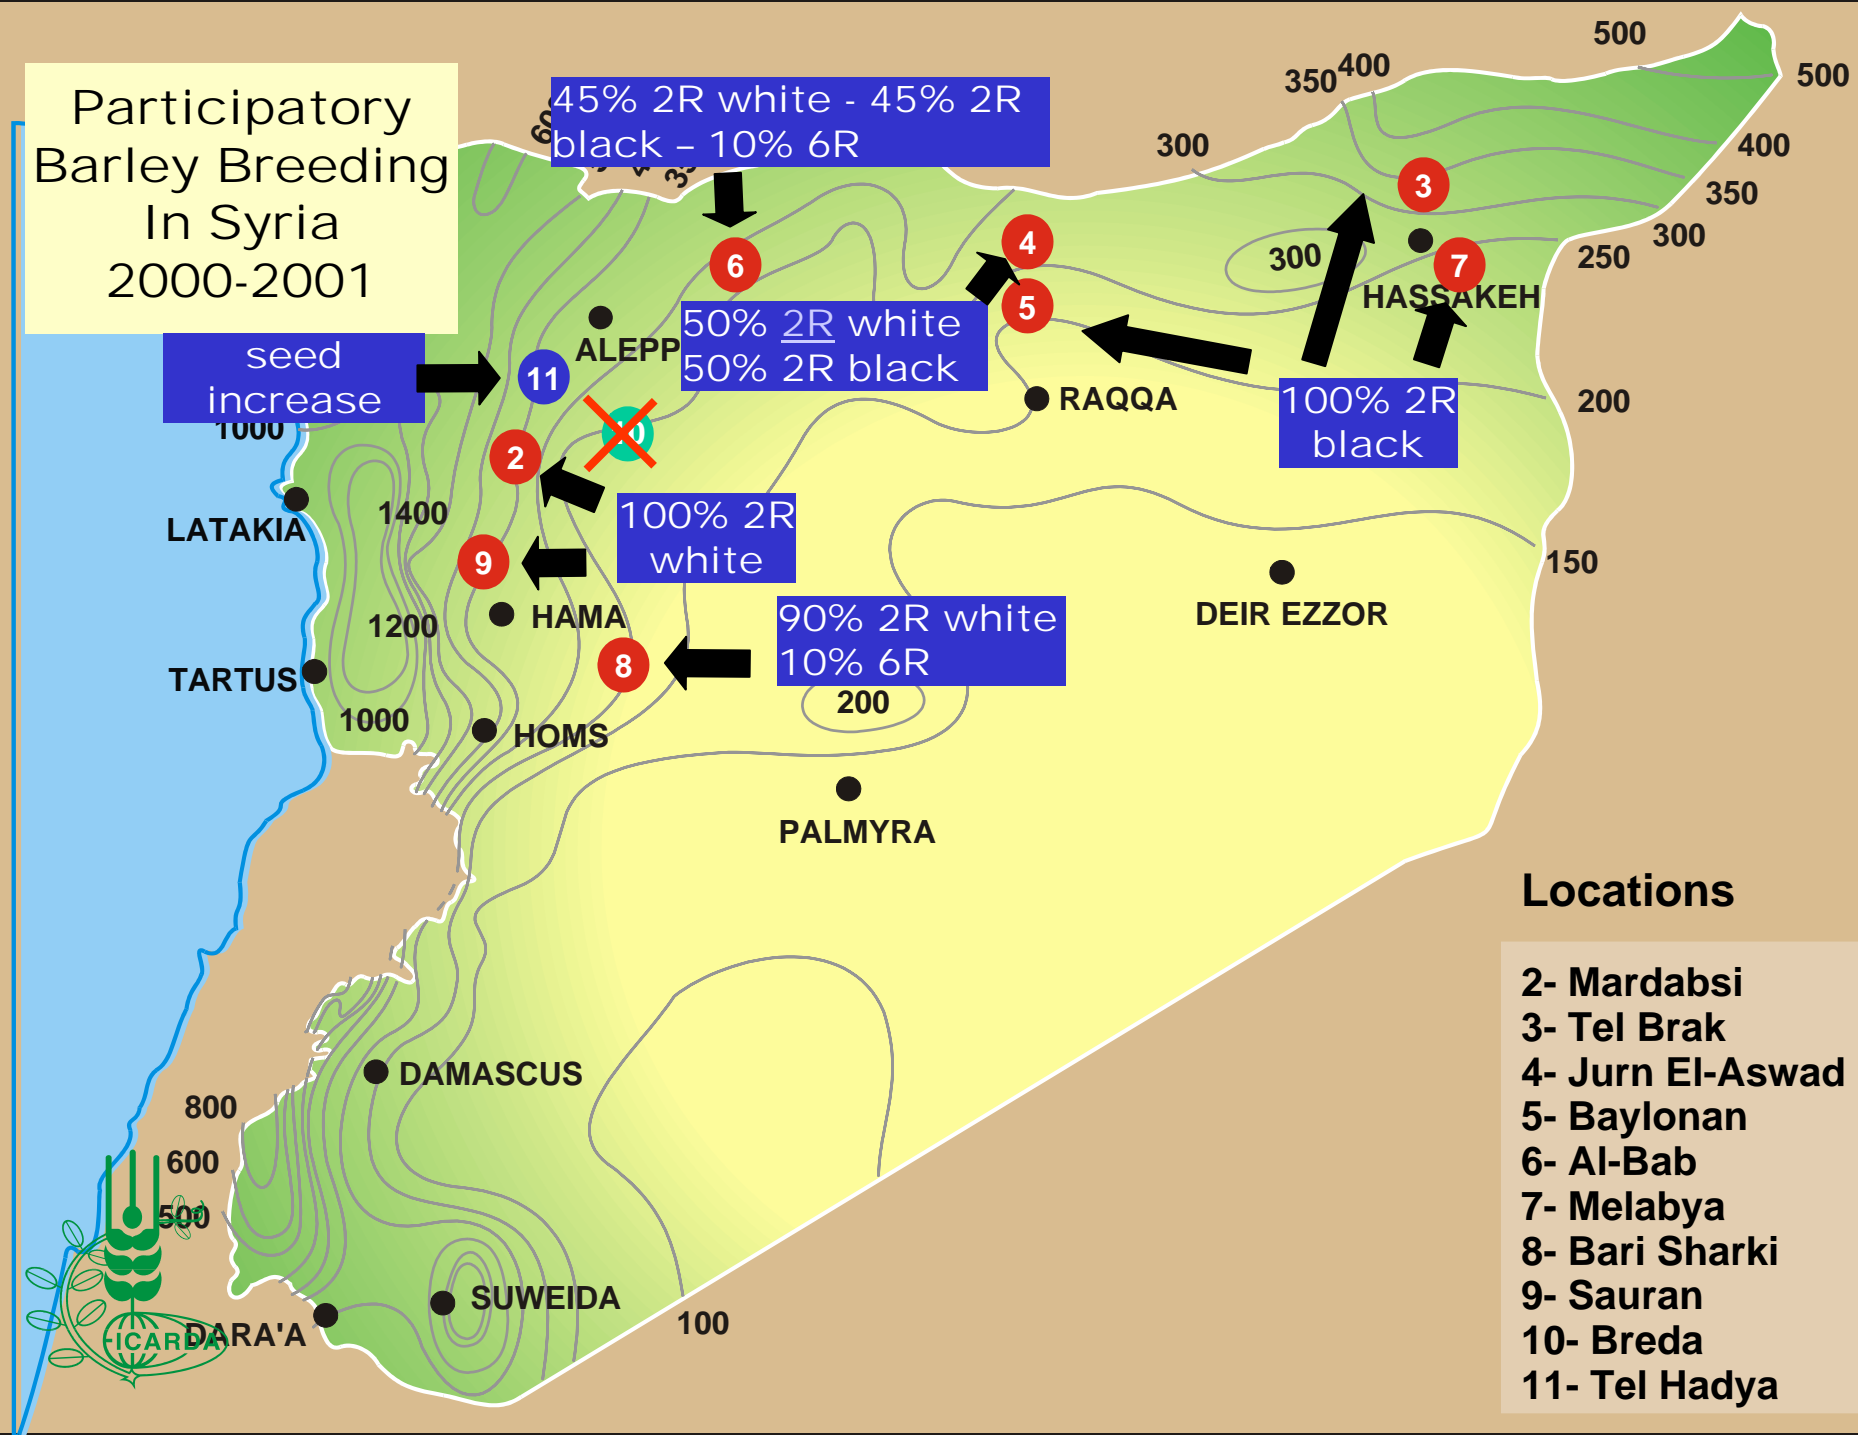 Participatory
Barley Breeding
In Syria
2000-2001
45% 2R white - 45% 2R
black – 10% 6R
seed
increase
50% 2R white
50% 2R black
100% 2R
black
100% 2R
white
90% 2R white
10% 6R
500
500
400
350
300
400
350
300
250
200
150
100
300
200
1000
1400
1200
1000
800
600
500
3
4
7
6
5
11
2
9
8
HASSAKEH
RAQQA
LATAKIA
HAMA
DEIR EZZOR
TARTUS
HOMS
PALMYRA
DAMASCUS
SUWEIDA
DARA'A
ICARDA
Locations
2- Mardabsi
3- Tel Brak
4- Jurn El-Aswad
5- Baylonan
6- Al-Bab
7- Melabya
8- Bari Sharki
9- Sauran
10- Breda
11- Tel Hadya